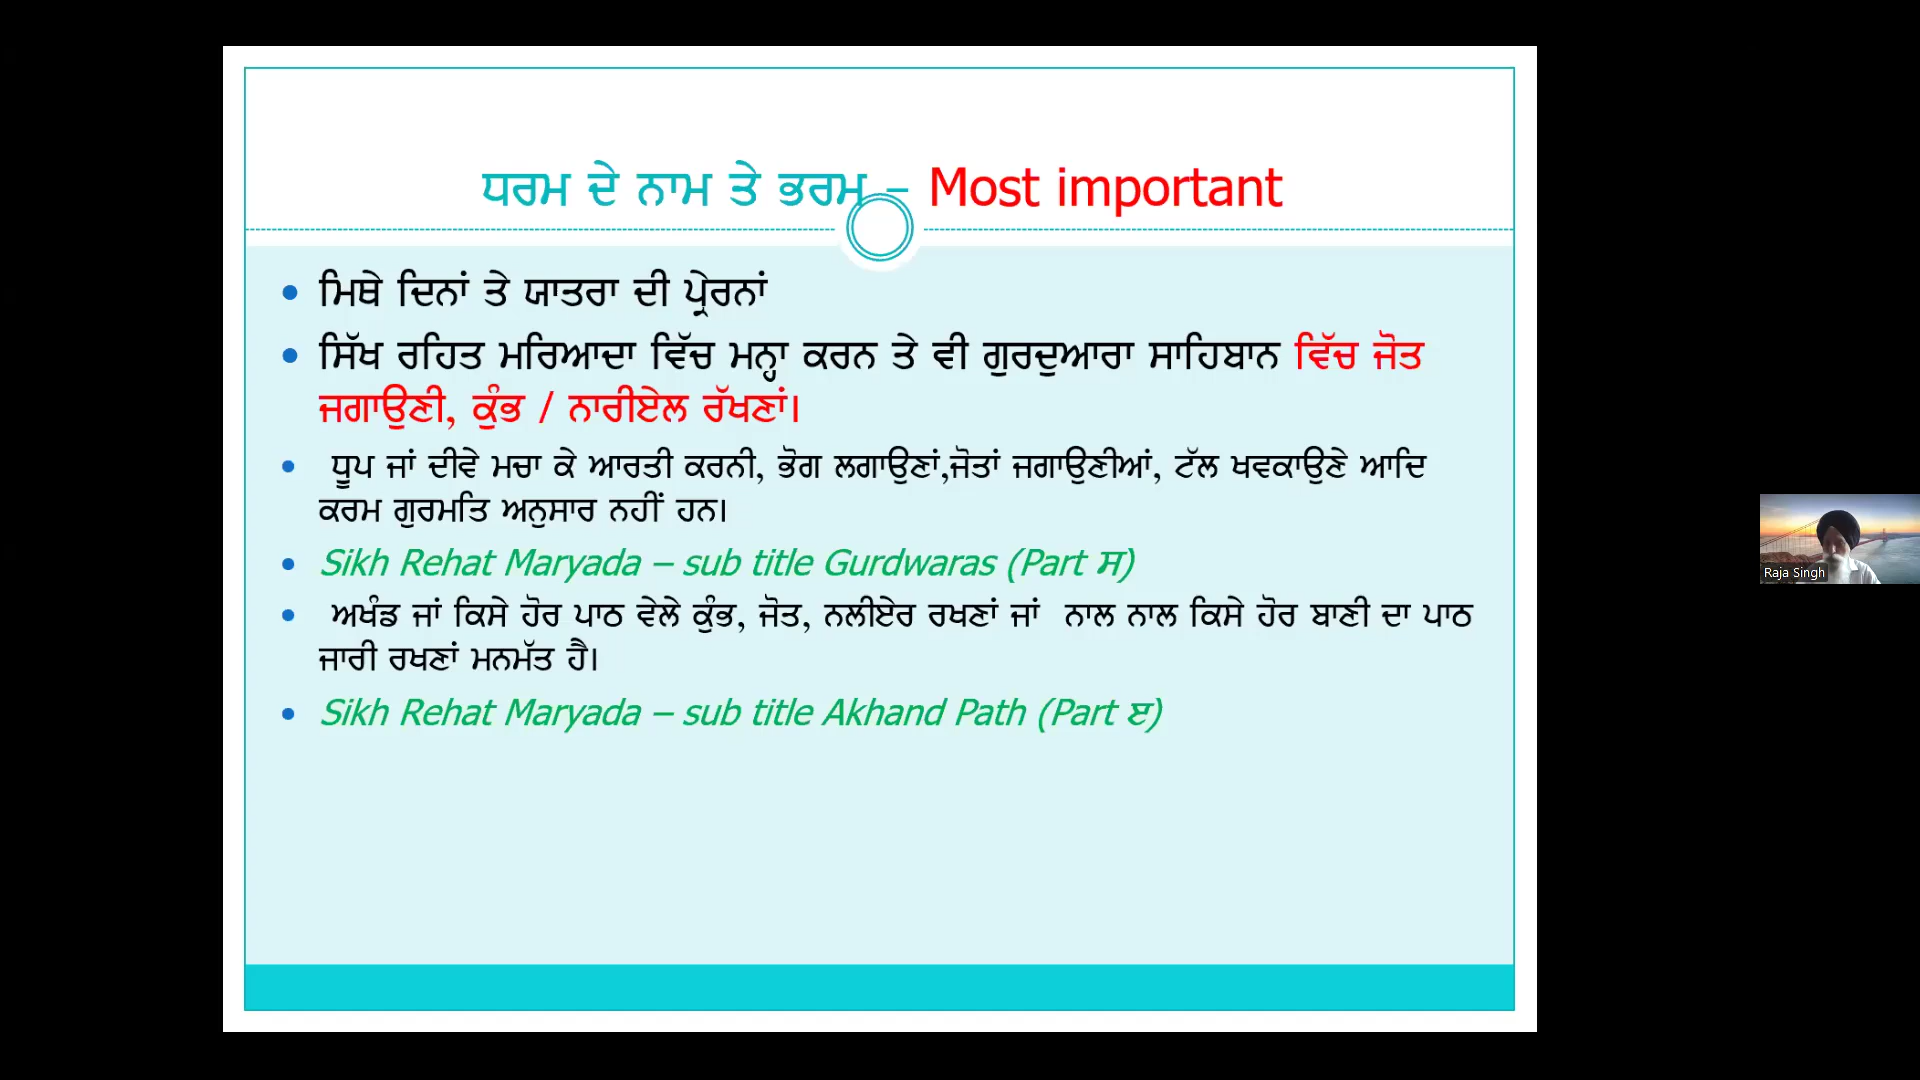 ਧਰਮ ਦੇ ਨਾਮ ਤੇ ਭਰਮ – Most important
• ਮਿਥੇ ਦਿਨਾਂ ਤੇ ਯਾਤਰਾ ਦੀ ਪ੍ਰੇਰਨਾਂ
• ਸਿੱਖ ਰਹਿਤ ਮਰਿਆਦਾ ਵਿੱਚ ਮਨ੍ਹਾ ਕਰਨ ਤੇ ਵੀ ਗੁਰਦੁਆਰਾ ਸਾਹਿਬਾਨ ਵਿੱਚ ਜੋਤ
ਜਗਾਉਣੀ, ਕੁੰਭ / ਨਾਰੀਏਲ ਰੱਖਣਾਂ।
• ਧੂਪ ਜਾਂ ਦੀਵੇ ਮਚਾ ਕੇ ਆਰਤੀ ਕਰਨੀ, ਭੋਗ ਲਗਾਉਣਾਂ,ਜੋਤਾਂ ਜਗਾਉਣੀਆਂ, ਟੱਲ ਖਵਕਾਉਣੇ ਆਦਿ
ਕਰਮ ਗੁਰਮਤਿ ਅਨੁਸਾਰ ਨਹੀਂ ਹਨ।
• Sikh Rehat Maryada – sub title Gurdwaras (Part ਸ)
• ਅਖੰਡ ਜਾਂ ਕਿਸੇ ਹੋਰ ਪਾਠ ਵੇਲੇ ਕੁੰਭ, ਜੋਤ, ਨਲੀਏਰ ਰਖਣਾਂ ਜਾਂ ਨਾਲ ਨਾਲ ਕਿਸੇ ਹੋਰ ਬਾਣੀ ਦਾ ਪਾਠ
ਜਾਰੀ ਰਖਣਾਂ ਮਨਮੱਤ ਹੈ।
• Sikh Rehat Maryada – sub title Akhand Path (Part ੲ)
Raja Singh